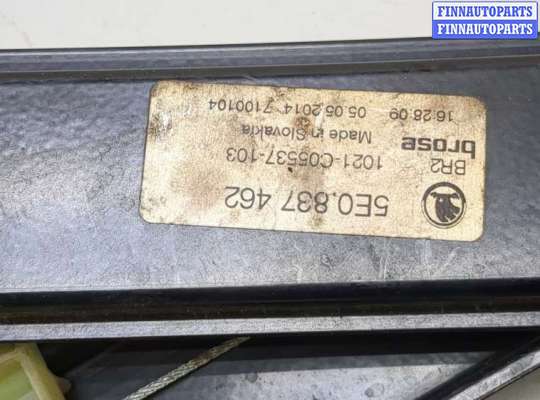 FINNAUTOPARTS
FINNAUTOPARTS
5E0.837 462
BR2 1021-C05537-103
brose Made in Slovakia
16:28:09 05.05.2014 7100104